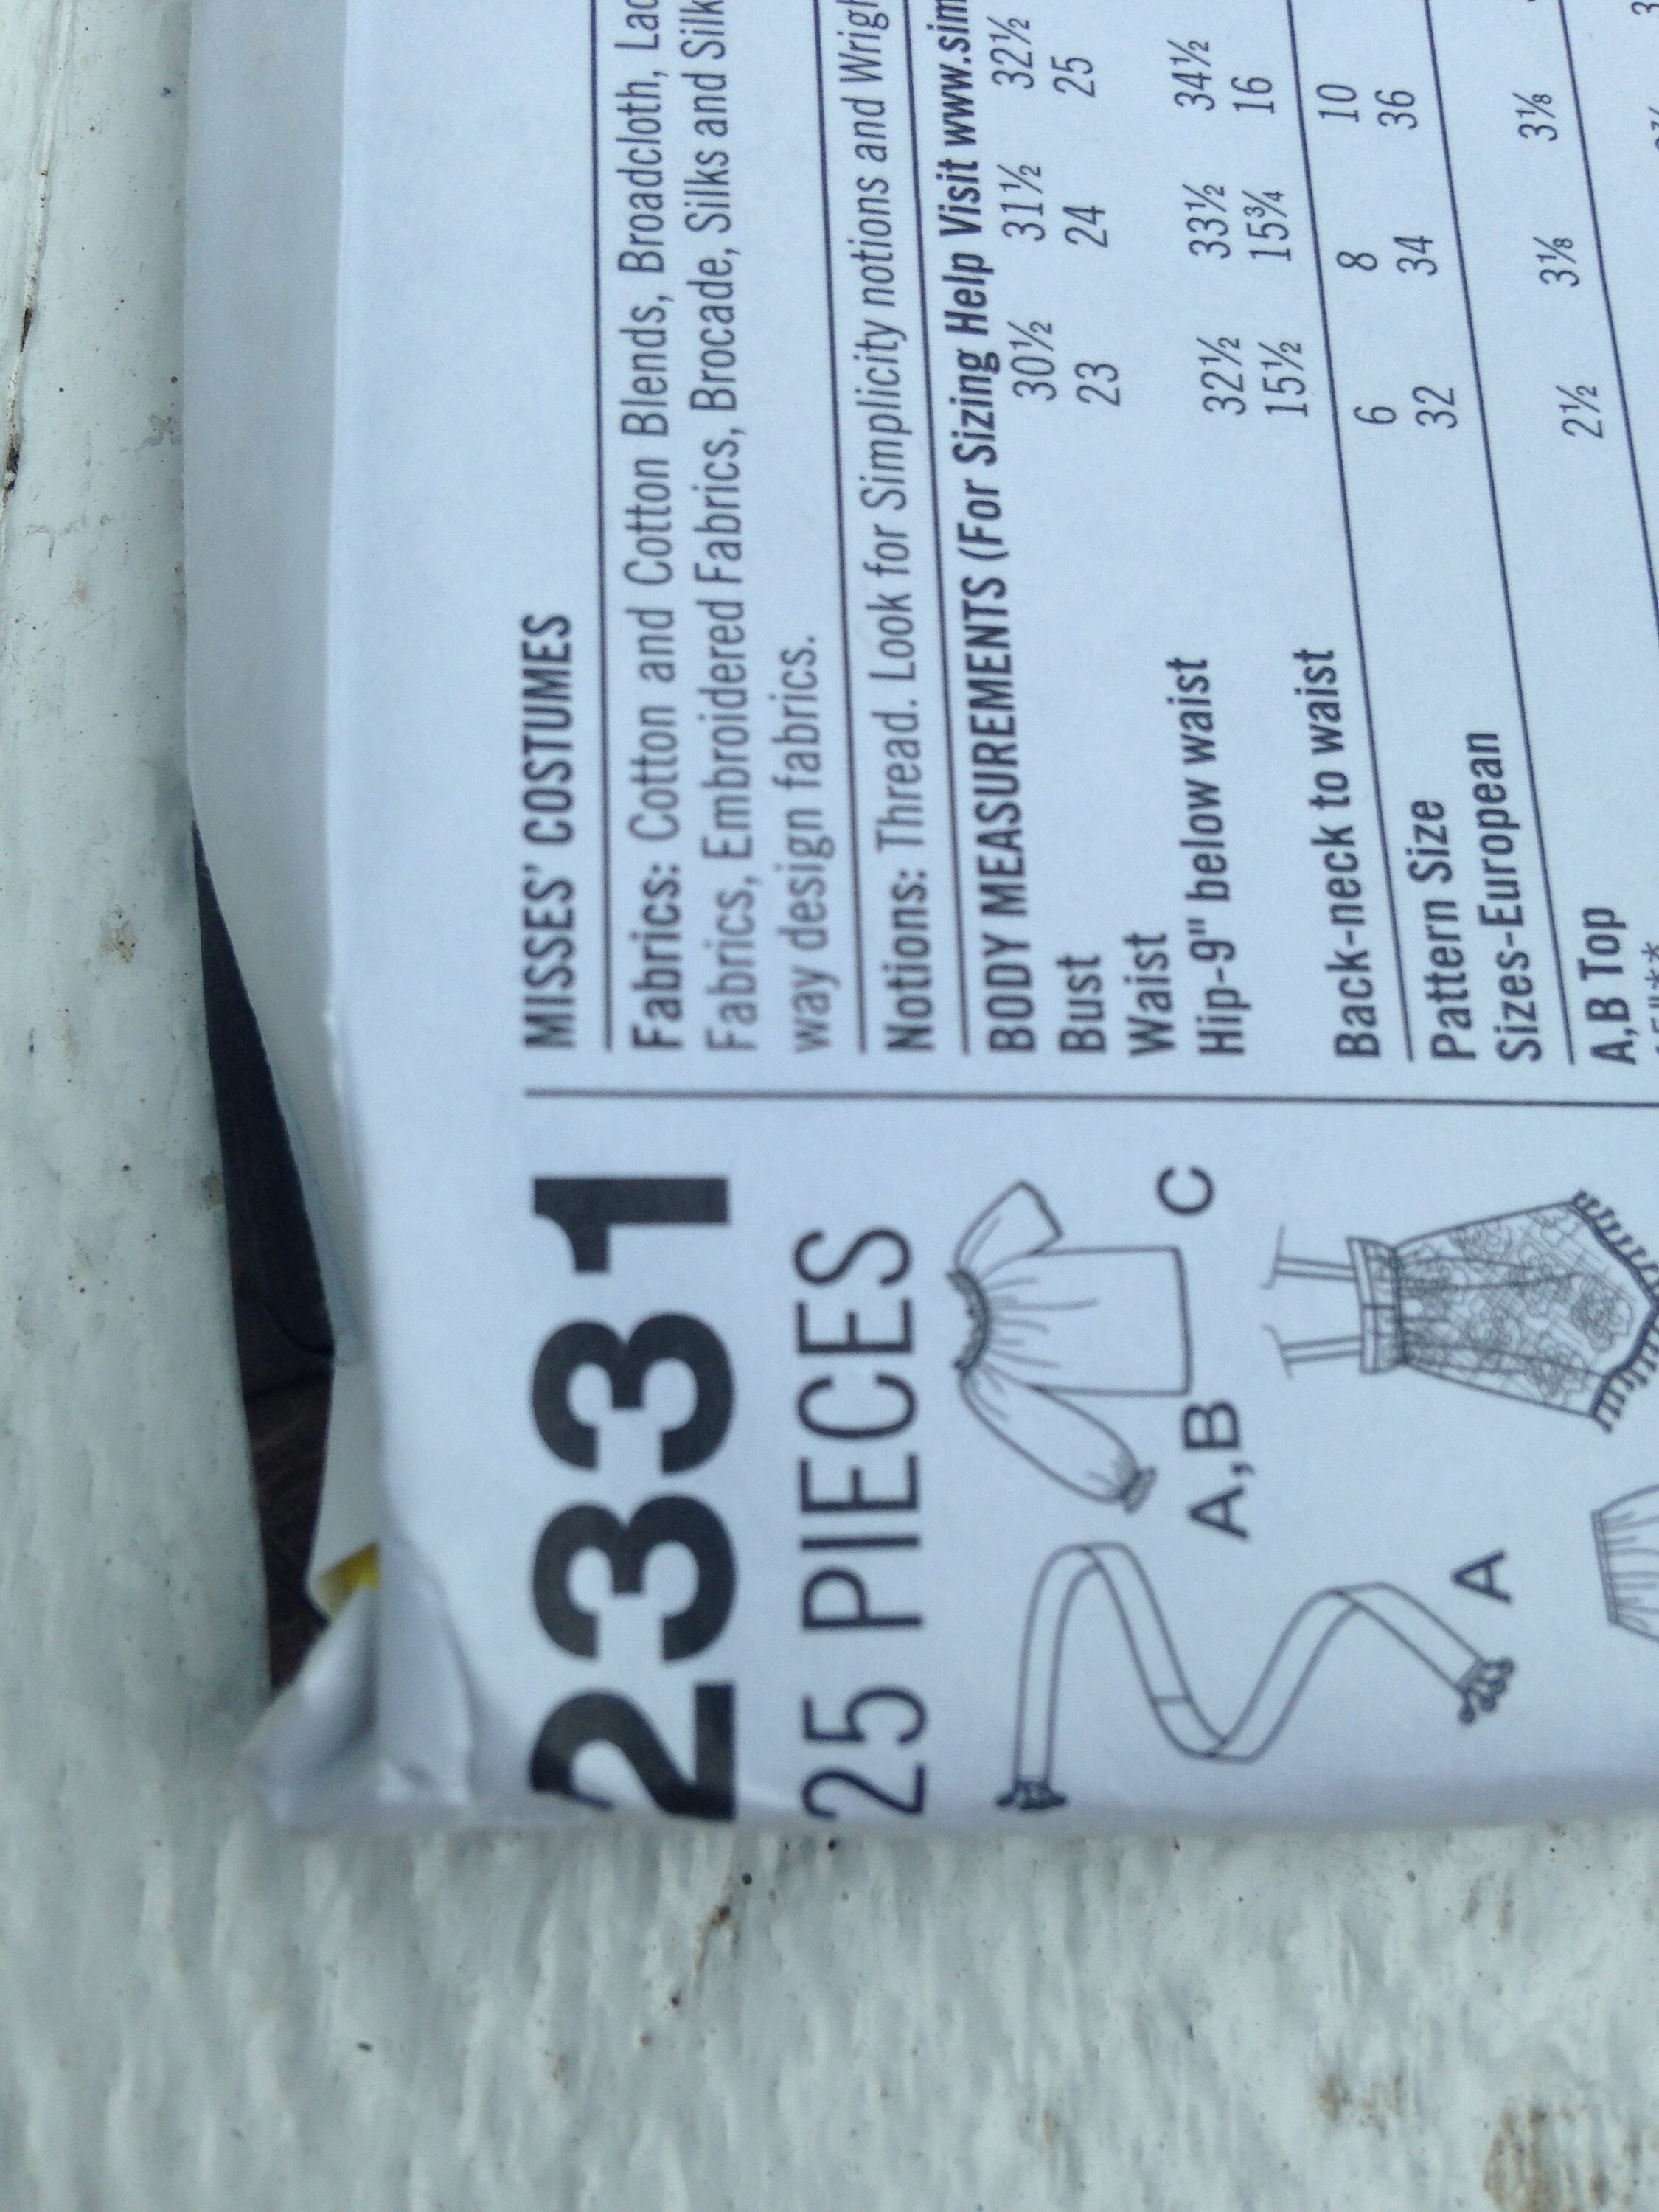 2331
25 PIECES
A,B
C
A
MISSES' COSTUMES
Fabrics: Cotton and Cotton Blends, Broadcloth,
Fabrics, Embroidered Fabrics, Brocade, Silks and Silk
way design fabrics.
Notions: Thread. Look for Simplicity notions and
BODY MEASUREMENTS (For Sizing Help Visit www.sim
Bust 30½ 31½ 32½
Waist 23 24 25
Hip-9" below waist 32½ 33½ 34½
Back-neck to waist 15½ 15¾ 16
Pattern Size 6 8 10
Sizes-European 32 34 36
A,B Top 2½ 3⅛ 3⅛